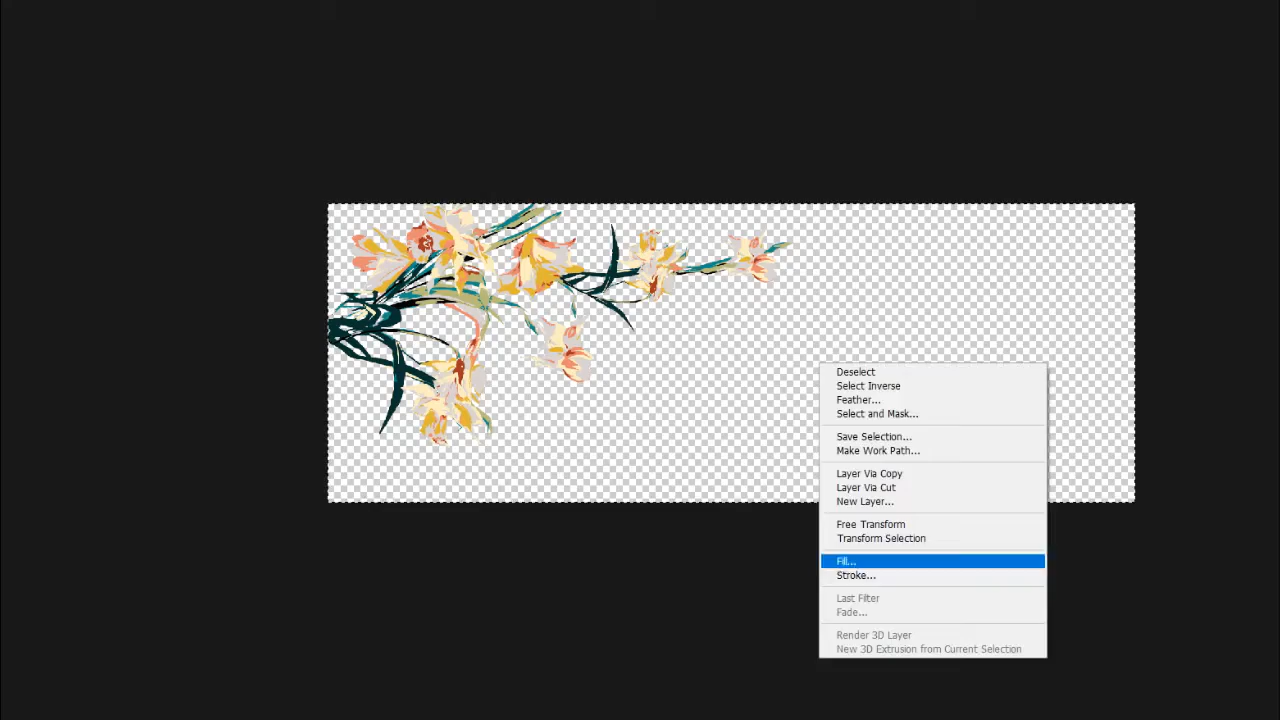 Deselect
Select Inverse
Feather...
Select and Mask...
Save Selection...
Make Work Path...
Layer Via Copy
Layer Via Cut
New Layer...
Free Transform
Transform Selection
Fill...
Stroke...
Last Filter
Fade...
Render 3D Layer
New 3D Extrusion from Current Selection